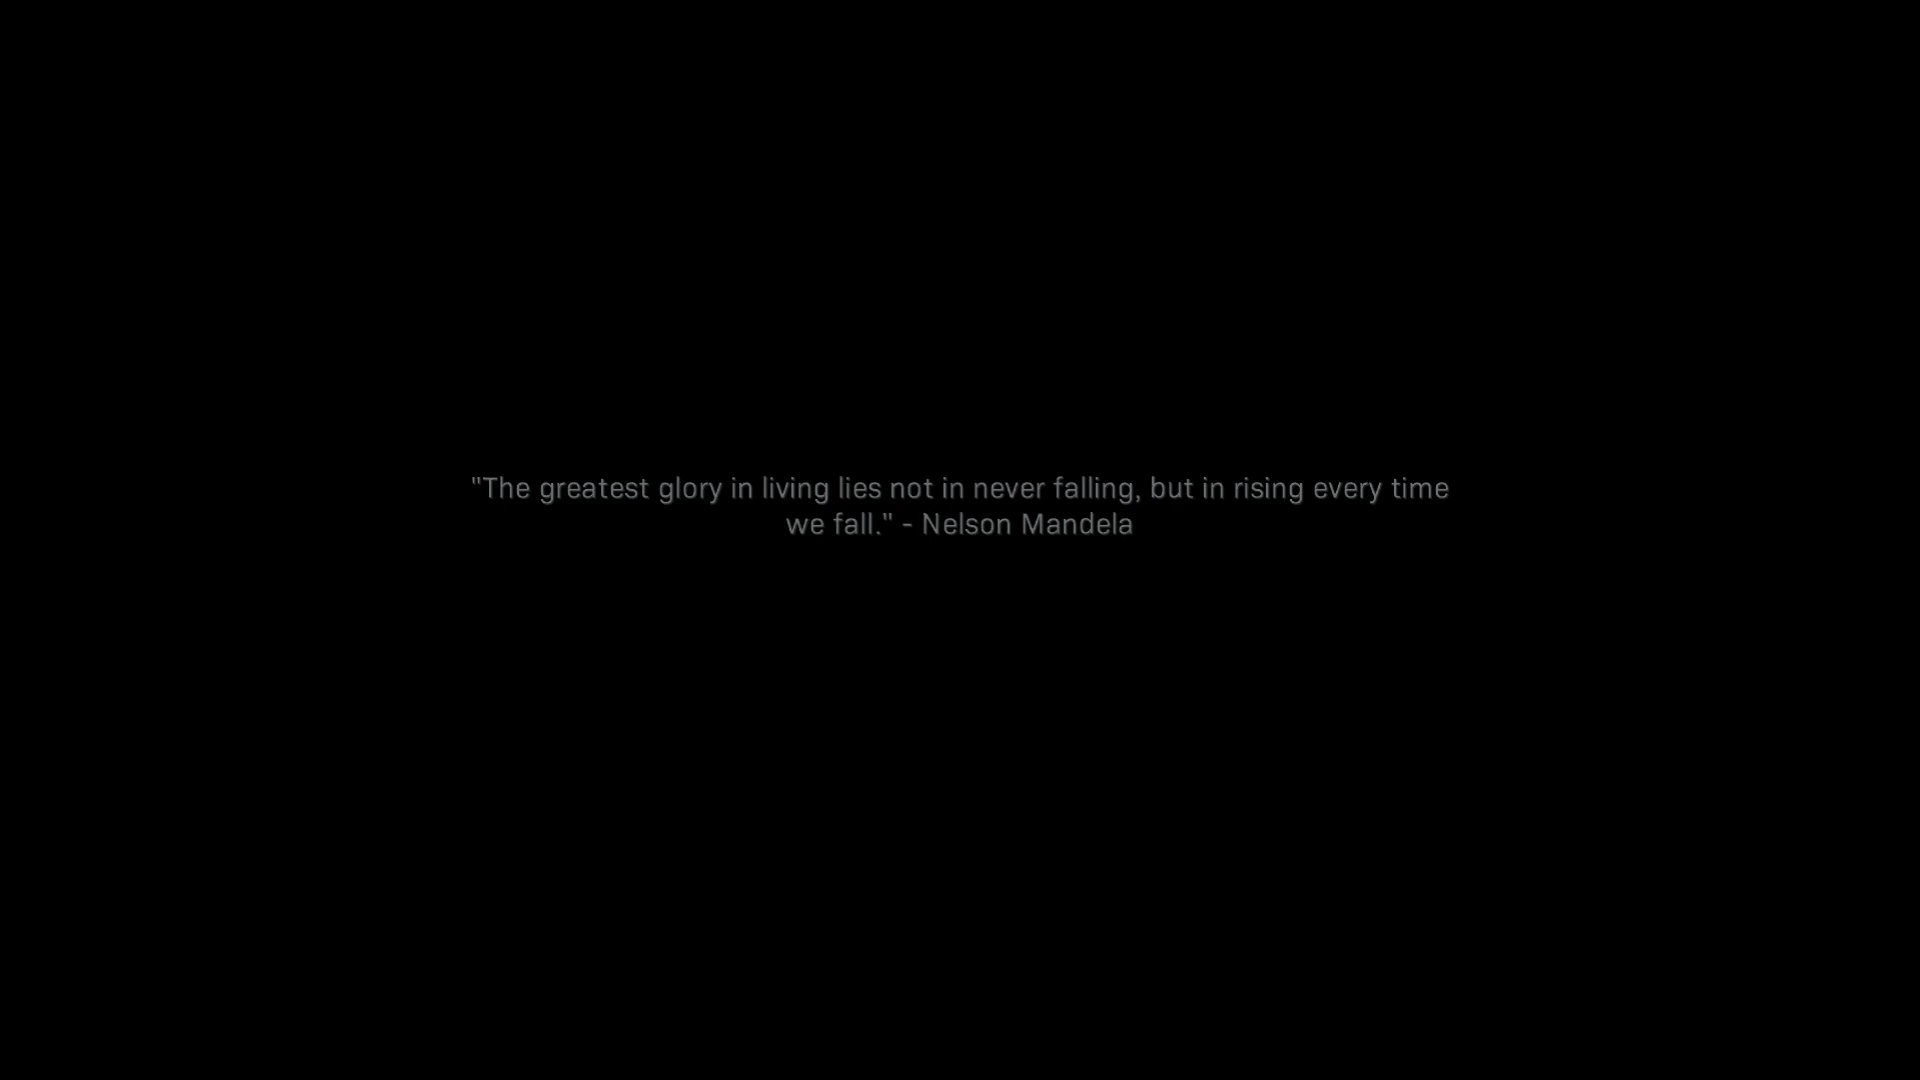 "The greatest glory in living lies not in never falling, but in rising every time
we fall." - Nelson Mandela